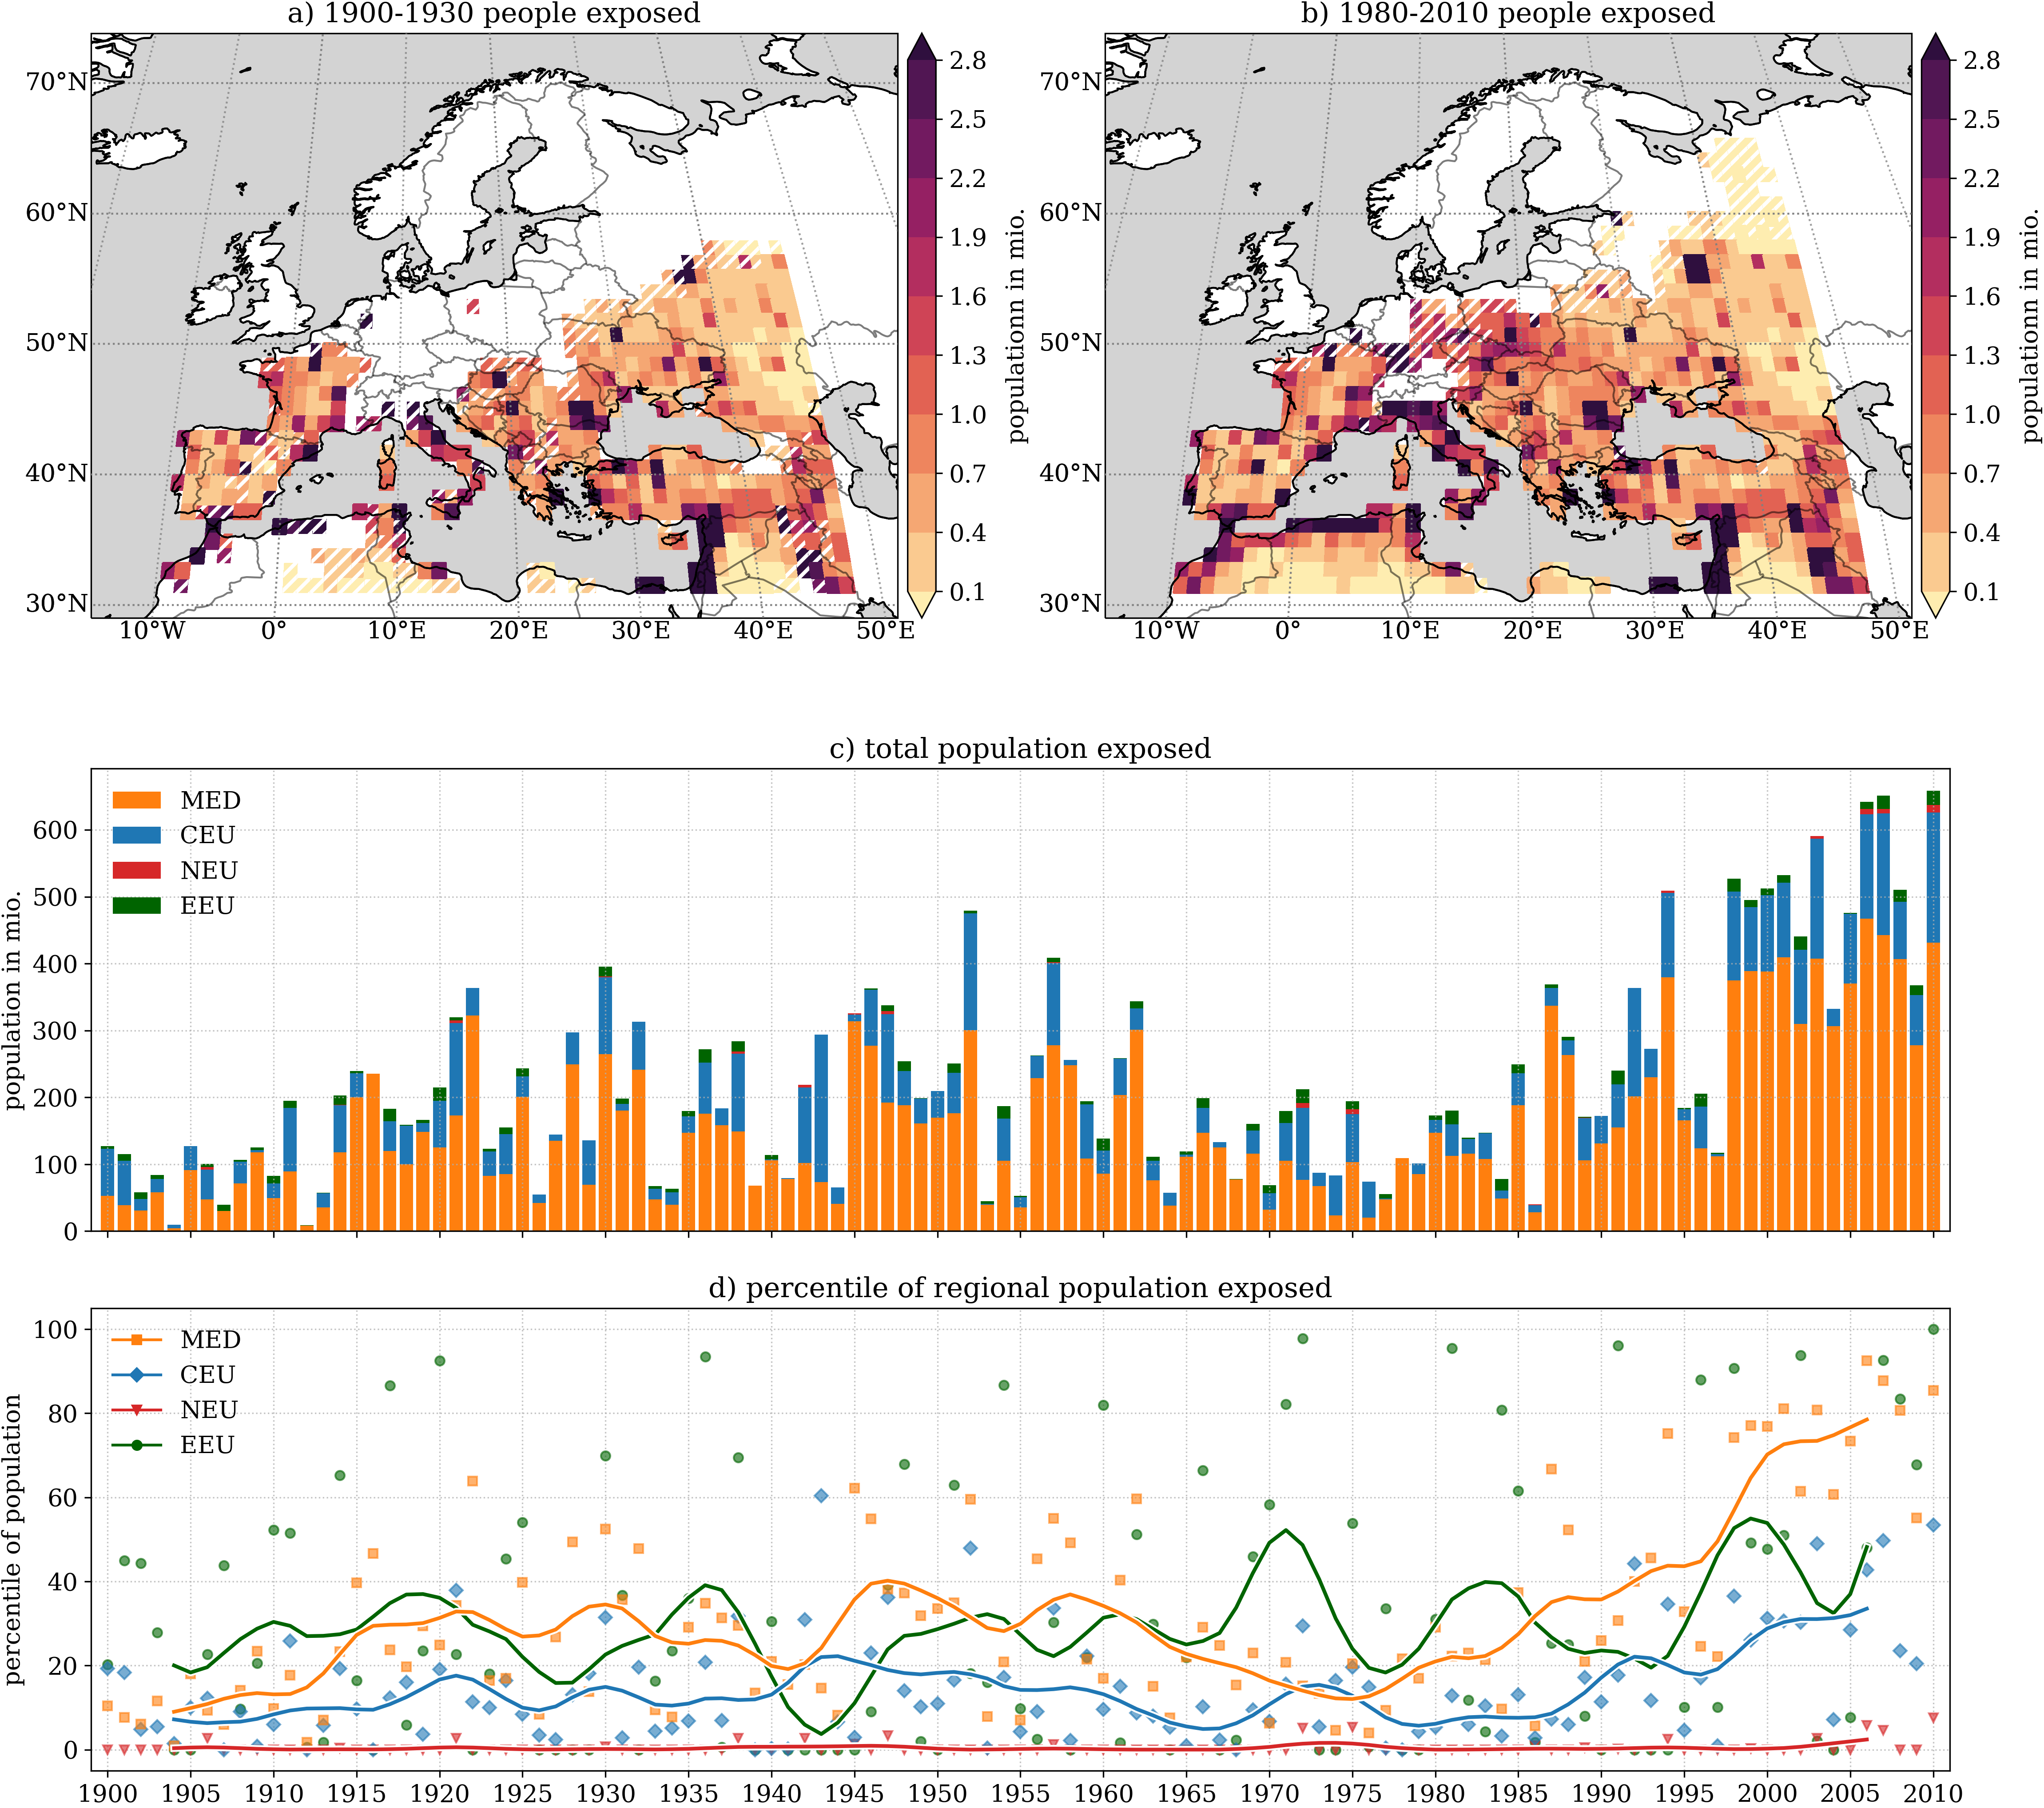 a) 1900-1930 people exposed
b) 1980-2010 people exposed
70°N
60°N
50°N
40°N
30°N
10°W 0° 10°E 20°E 30°E 40°E 50°E
2.8
2.5
2.2
1.9
1.6
1.3
1.0
0.7
0.4
0.1
populationn in mio.
70°N
60°N
50°N
40°N
30°N
10°W 0° 10°E 20°E 30°E 40°E 50°E
2.8
2.5
2.2
1.9
1.6
1.3
1.0
0.7
0.4
0.1
populationn in mio.
c) total population exposed
population in mio.
600
500
400
300
200
100
0
MED
CEU
NEU
EEU
d) percentile of regional population exposed
percentile of population
100
80
60
40
20
0
MED
CEU
NEU
EEU
1900 1905 1910 1915 1920 1925 1930 1935 1940 1945 1950 1955 1960 1965 1970 1975 1980 1985 1990 1995 2000 2005 2010